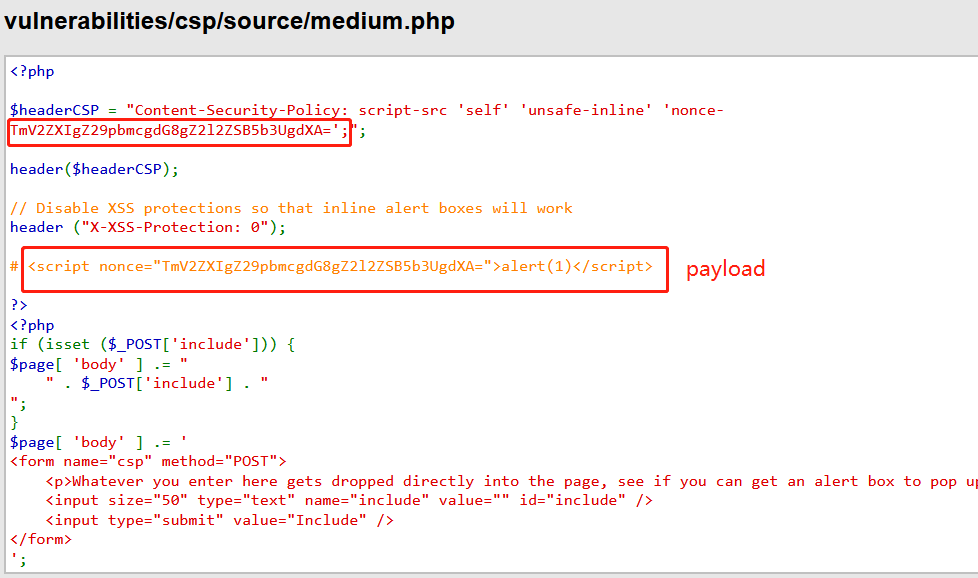 vulnerabilities/csp/source/medium.php
<?php
$headerCSP = "Content-Security-Policy: script-src 'self' 'unsafe-inline' 'nonce-
TmV2ZXIgZ29pbmcgdG8gZ2l2ZSB5b3UgdXA=';";
header($headerCSP);
// Disable XSS protections so that inline alert boxes will work
header ("X-XSS-Protection: 0");
# <script nonce="TmV2ZXIgZ29pbmcgdG8gZ2l2ZSB5b3UgdXA=">alert(1)</script> payload
?>
<?php
if (isset ($_POST['include'])) {
$page[ 'body' ] .= "
    " . $_POST['include'] . "
";
}
$page[ 'body' ] .= '
<form name="csp" method="POST">
    <p>Whatever you enter here gets dropped directly into the page, see if you can get an alert box to pop up
    <input size="50" type="text" name="include" value="" id="include" />
    <input type="submit" value="Include" />
</form>
';